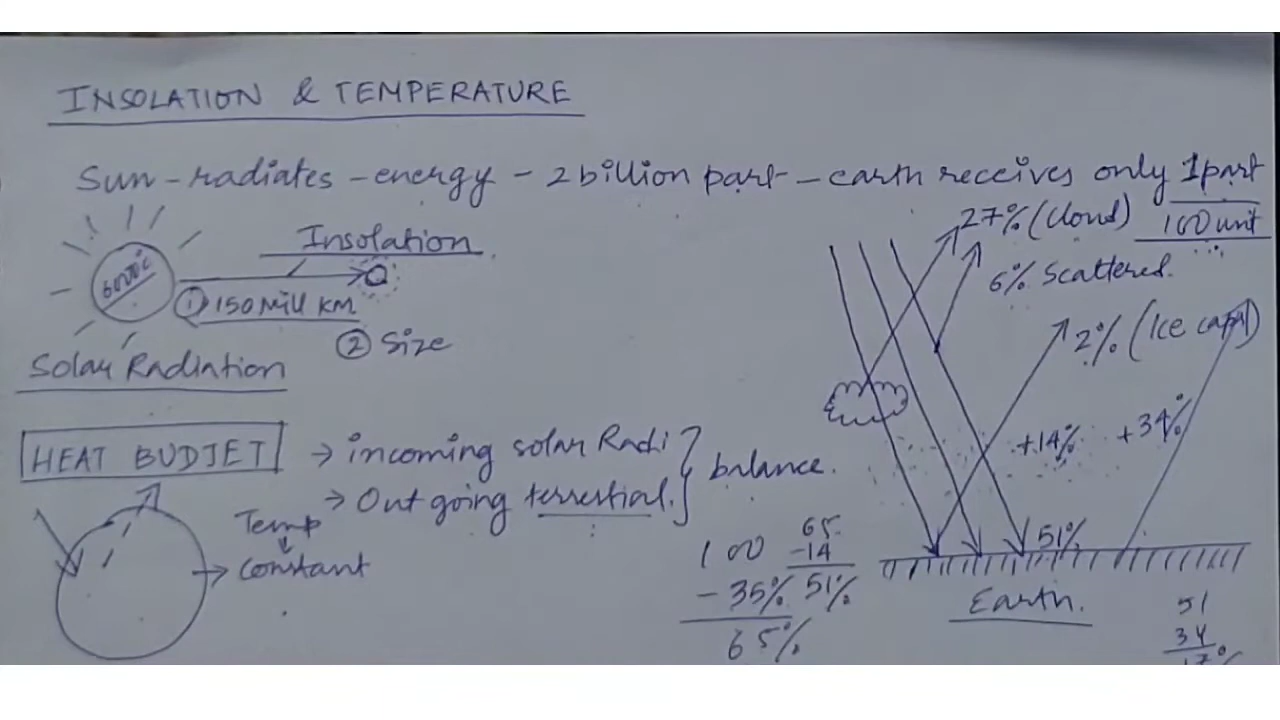 INSOLATION & TEMPERATURE
Sun - radiates - energy - 2 billion part - earth receives only 1 part
100 unit
27% (cloud)
6% Scattered.
2% (Ice capal)
6000°c
Insolation
① 150 Mill KM
② Size
Solar Radiation
HEAT BUDJET
→ incoming solar Radi
→ Out going terrestial.
balance.
Temp
constant
100
- 35%
65%
65
-14
51%
+14%
+34%
51%
Earth.
51
34
17%